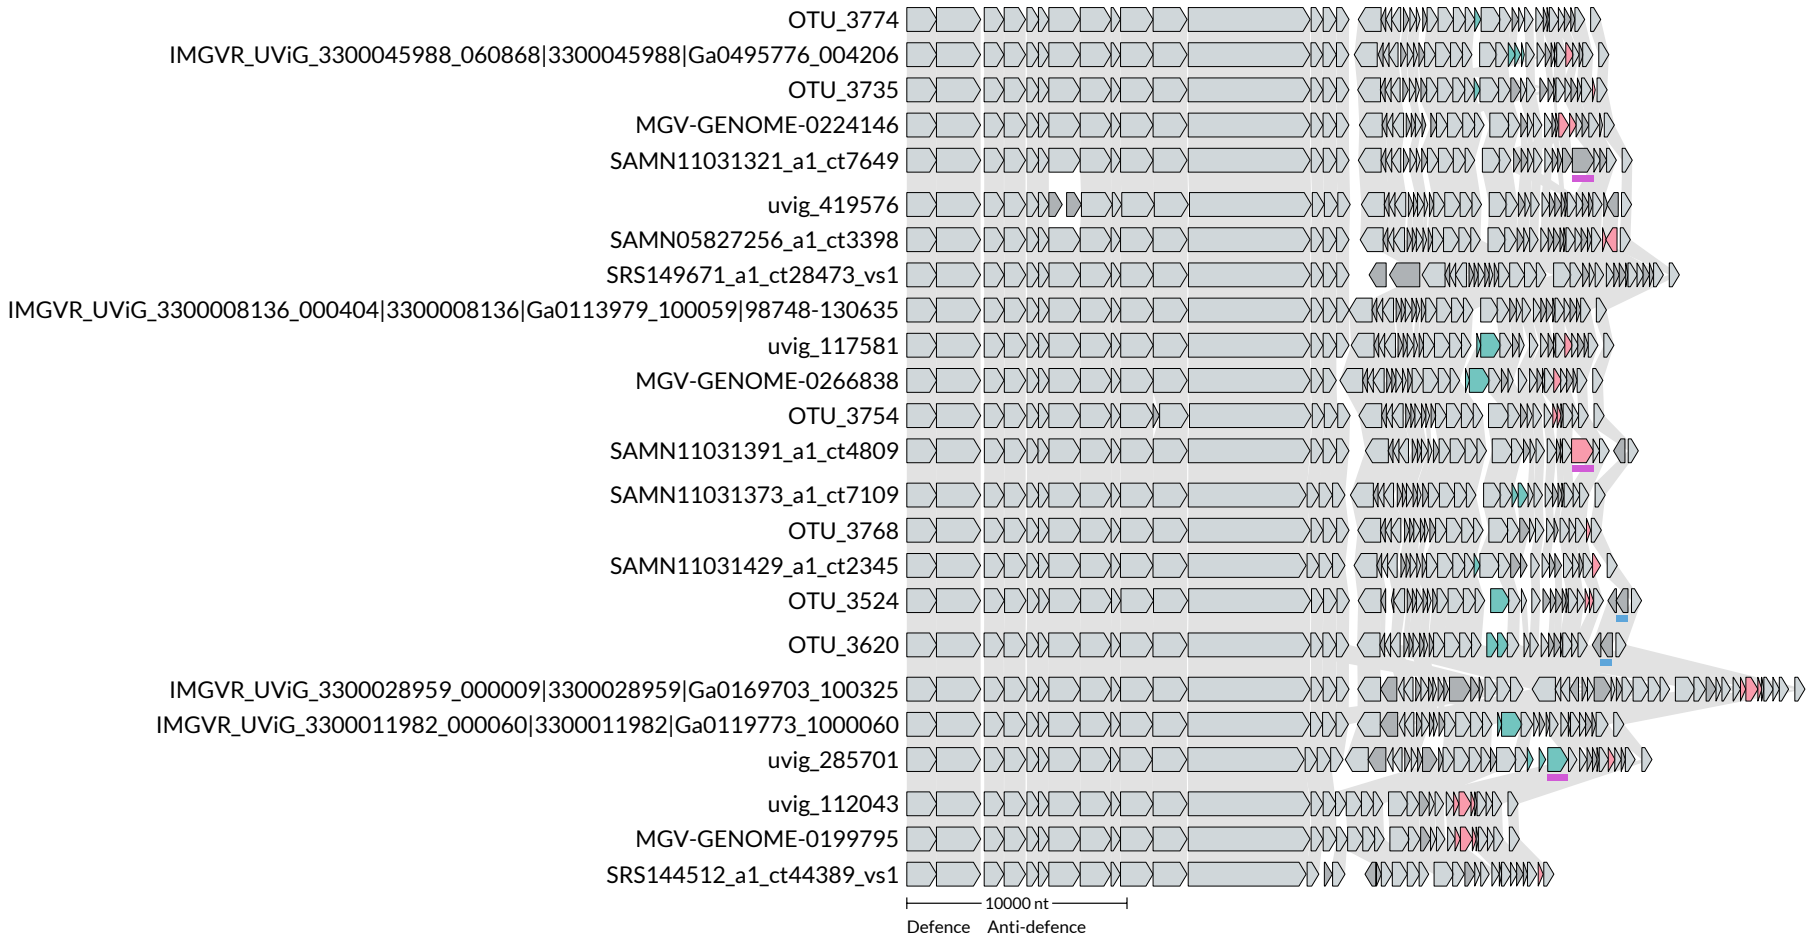 OTU_3774
IMGVR_UViG_3300045988_060868|3300045988|Ga0495776_004206
OTU_3735
MGV-GENOME-0224146
SAMN11031321_a1_ct7649
uvig_419576
SAMN05827256_a1_ct3398
SRS149671_a1_ct28473_vs1
IMGVR_UViG_3300008136_000404|3300008136|Ga0113979_100059|98748-130635
uvig_117581
MGV-GENOME-0266838
OTU_3754
SAMN11031391_a1_ct4809
SAMN11031373_a1_ct7109
OTU_3768
SAMN11031429_a1_ct2345
OTU_3524
OTU_3620
IMGVR_UViG_3300028959_000009|3300028959|Ga0169703_100325
IMGVR_UViG_3300011982_000060|3300011982|Ga0119773_1000060
uvig_285701
uvig_112043
MGV-GENOME-0199795
SRS144512_a1_ct44389_vs1
10000 nt
Defence Anti-defence